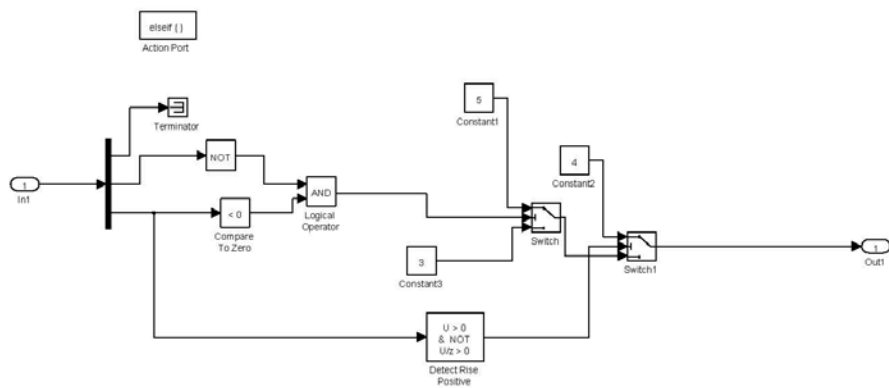 elseif { }
Action Port
5
Constant1
Terminator
4
Constant2
NOT
1
In1
AND
Logical
Operator
< 0
Compare
To Zero
Switch
Switch1
1
Out1
3
Constant3
U > 0
& NOT
U/z > 0
Detect Rise
Positive